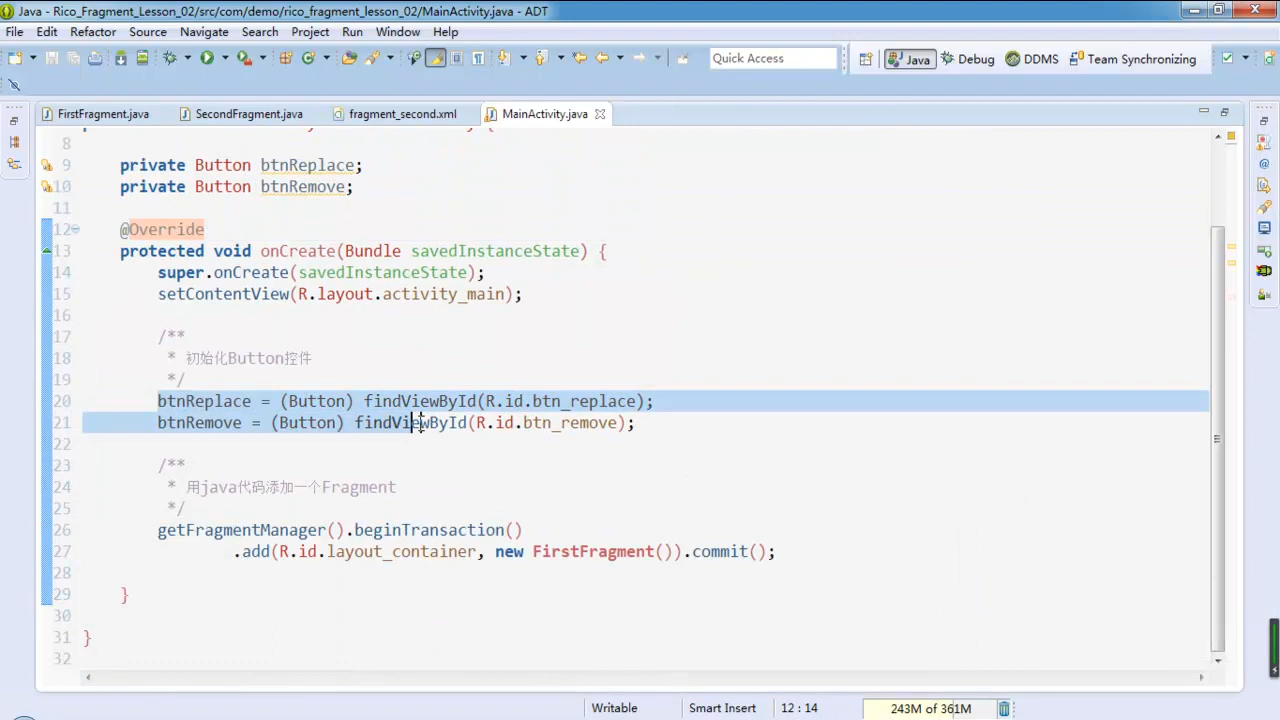 Java - Rico_Fragment_Lesson_02/src/com/demo/rico_fragment_lesson_02/MainActivity.java - ADT
File Edit Refactor Source Navigate Search Project Run Window Help
Quick Access Java Debug DDMS Team Synchronizing
FirstFragment.java SecondFragment.java fragment_second.xml MainActivity.java
8
9 private Button btnReplace;
10 private Button btnRemove;
11
12 @Override
13 protected void onCreate(Bundle savedInstanceState) {
14 super.onCreate(savedInstanceState);
15 setContentView(R.layout.activity_main);
16
17 /**
18 * 初始化Button控件
19 */
20 btnReplace = (Button) findViewById(R.id.btn_replace);
21 btnRemove = (Button) findViewById(R.id.btn_remove);
22
23 /**
24 * 用java代码添加一个Fragment
25 */
26 getFragmentManager().beginTransaction()
27 .add(R.id.layout_container, new FirstFragment()).commit();
28
29 }
30
31 }
32
Writable Smart Insert 12 : 14 243M of 361M